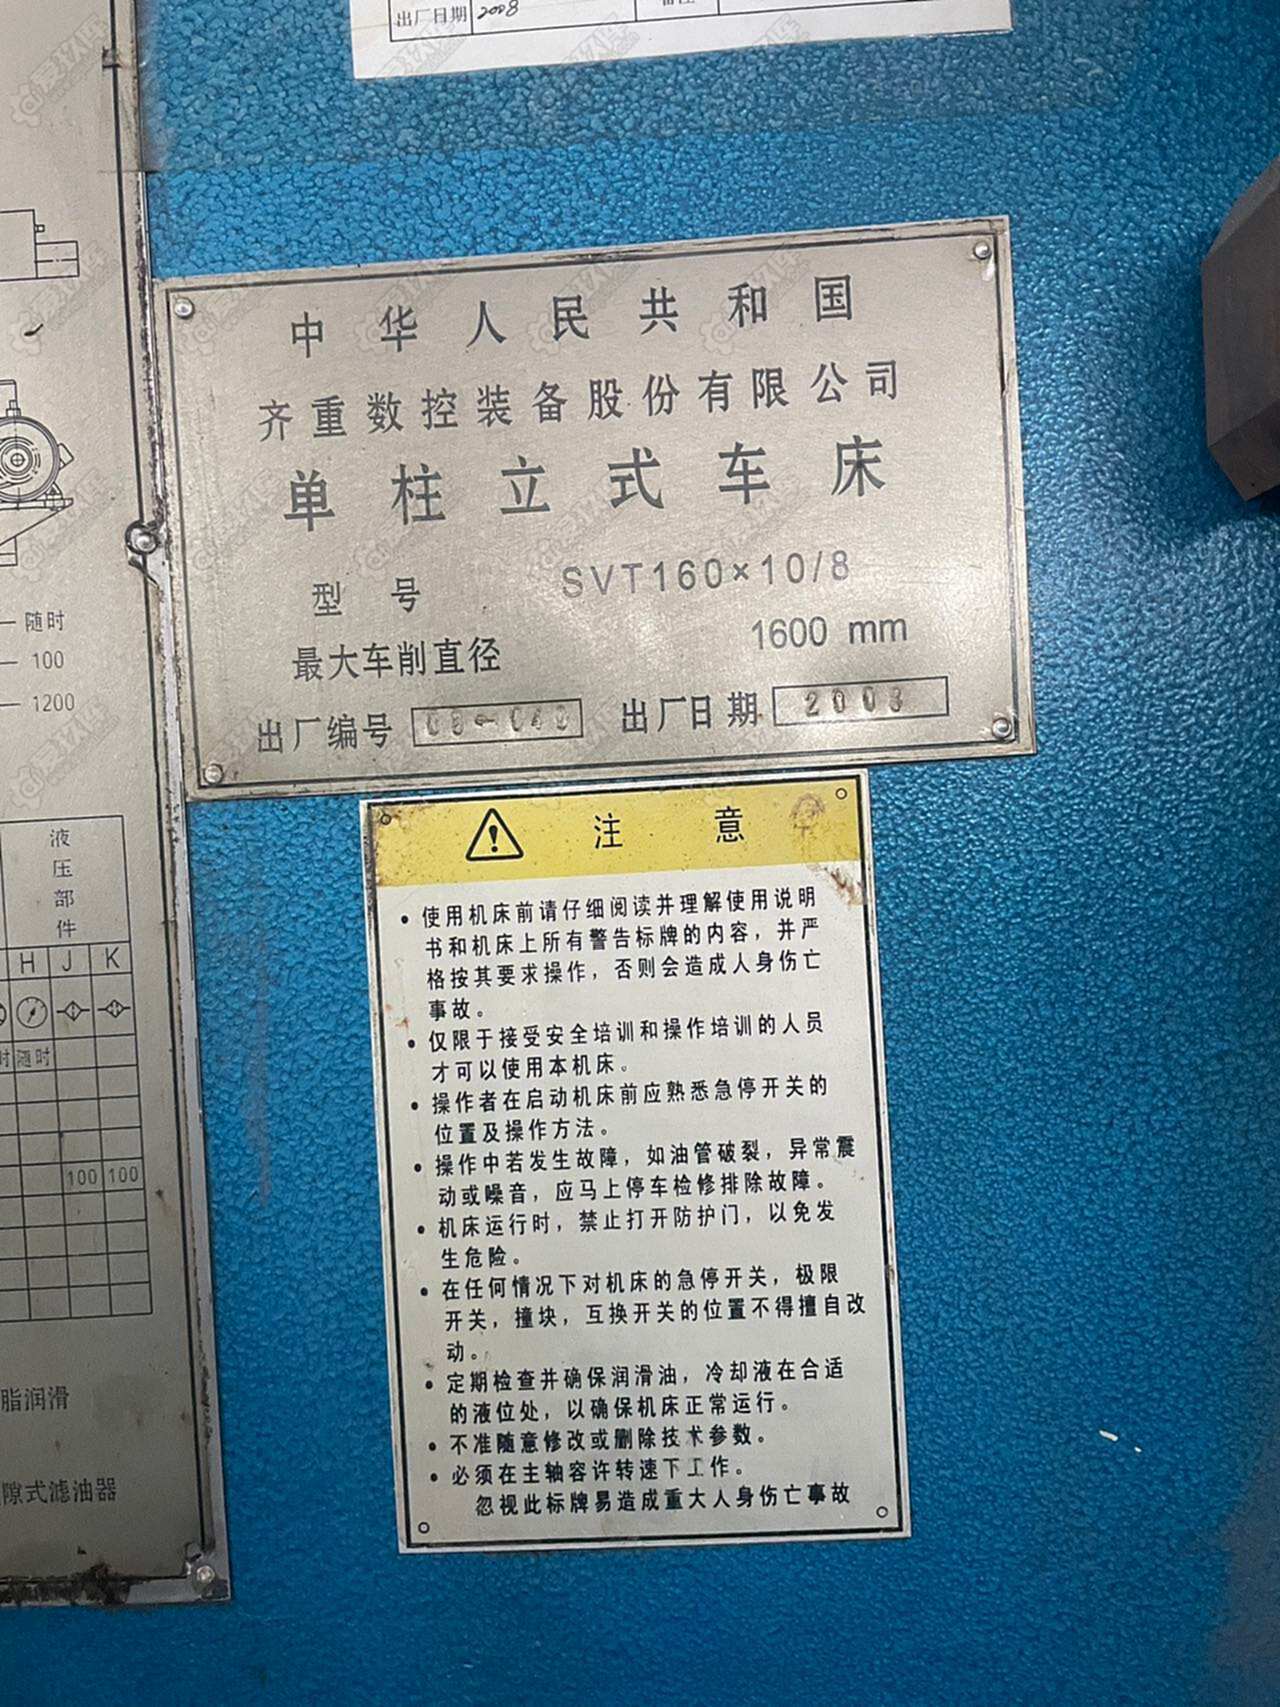 出厂日期 2008
中华人民共和国
齐重数控装备股份有限公司
单柱立式车床
型号 SVT160×10/8
最大车削直径 1600 mm
出厂编号
出厂日期
注意
• 使用机床前请仔细阅读并理解使用说明
书和机床上所有警告标牌的内容，并严
格按其要求操作，否则会造成人身伤亡
事故。
• 仅限于接受安全培训和操作培训的人员
才可以使用本机床。
• 操作者在启动机床前应熟悉急停开关的
位置及操作方法。
• 操作中若发生故障，如油管破裂，异常震
动或噪音，应马上停车检修排除故障。
• 机床运行时，禁止打开防护门，以免发
生危险。
• 在任何情况下对机床的急停开关，极限
开关，撞块，互换开关的位置不得擅自改
动。
• 定期检查并确保润滑油，冷却液在合适
的液位处，以确保机床正常运行。
• 不准随意修改或删除技术参数。
• 必须在主轴容许转速下工作。
忽视此标牌易造成重大人身伤亡事故
随时
100
1200
液压部件
H J K
时 随时
100 100
脂润滑
隙式滤油器